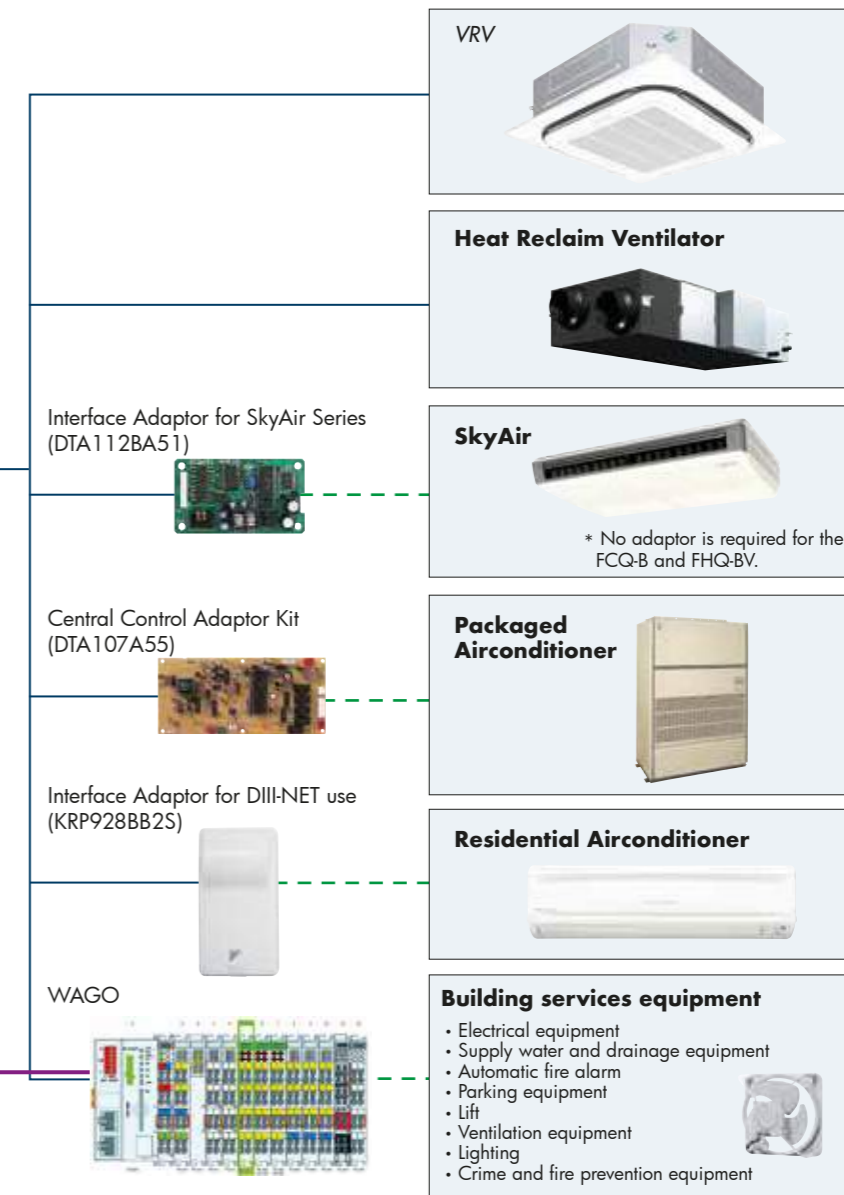 VRV
Heat Reclaim Ventilator
Interface Adaptor for SkyAir Series
(DTA112BA51)
SkyAir
* No adaptor is required for the
FCQ-B and FHQ-BV.
Central Control Adaptor Kit
(DTA107A55)
Packaged
Airconditioner
Interface Adaptor for DIII-NET use
(KRP928BB2S)
Residential Airconditioner
WAGO
Building services equipment
• Electrical equipment
• Supply water and drainage equipment
• Automatic fire alarm
• Parking equipment
• Lift
• Ventilation equipment
• Lighting
• Crime and fire prevention equipment